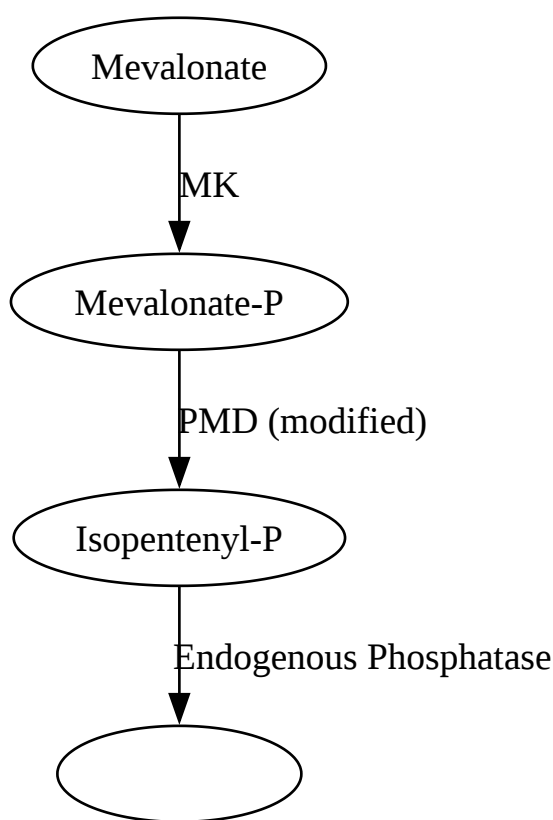 Mevalonate
MK
Mevalonate-P
PMD (modified)
Isopentenyl-P
Endogenous Phosphatase